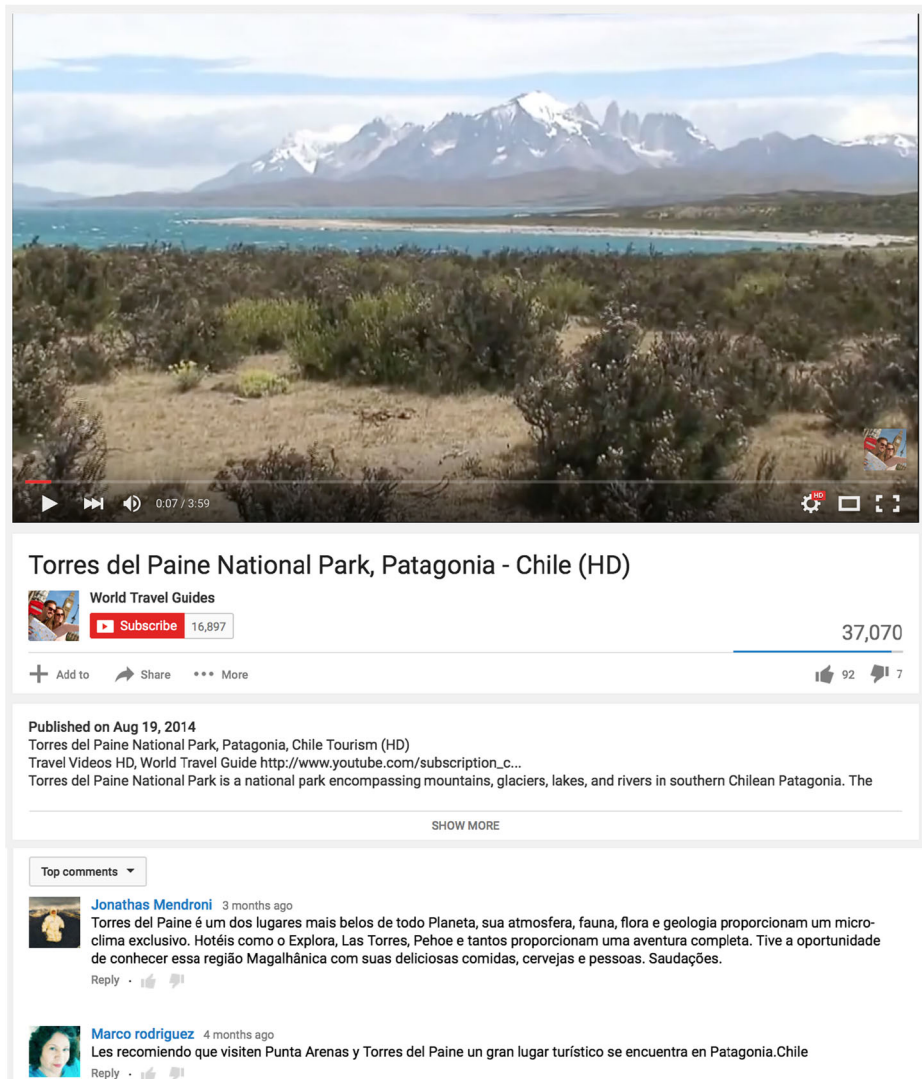 0:07 / 3:59
HD
Torres del Paine National Park, Patagonia - Chile (HD)
World Travel Guides
Subscribe 16,897
37,070
Add to Share More
92 7
Published on Aug 19, 2014
Torres del Paine National Park, Patagonia, Chile Tourism (HD)
Travel Videos HD, World Travel Guide http://www.youtube.com/subscription_c...
Torres del Paine National Park is a national park encompassing mountains, glaciers, lakes, and rivers in southern Chilean Patagonia. The
SHOW MORE
Top comments
Jonathas Mendroni 3 months ago
Torres del Paine é um dos lugares mais belos de todo Planeta, sua atmosfera, fauna, flora e geologia proporcionam um micro-
clima exclusivo. Hotéis como o Explora, Las Torres, Pehoe e tantos proporcionam uma aventura completa. Tive a oportunidade
de conhecer essa região Magalhânica com suas deliciosas comidas, cervejas e pessoas. Saudações.
Reply ·
Marco rodriguez 4 months ago
Les recomiendo que visiten Punta Arenas y Torres del Paine un gran lugar turístico se encuentra en Patagonia.Chile
Reply ·